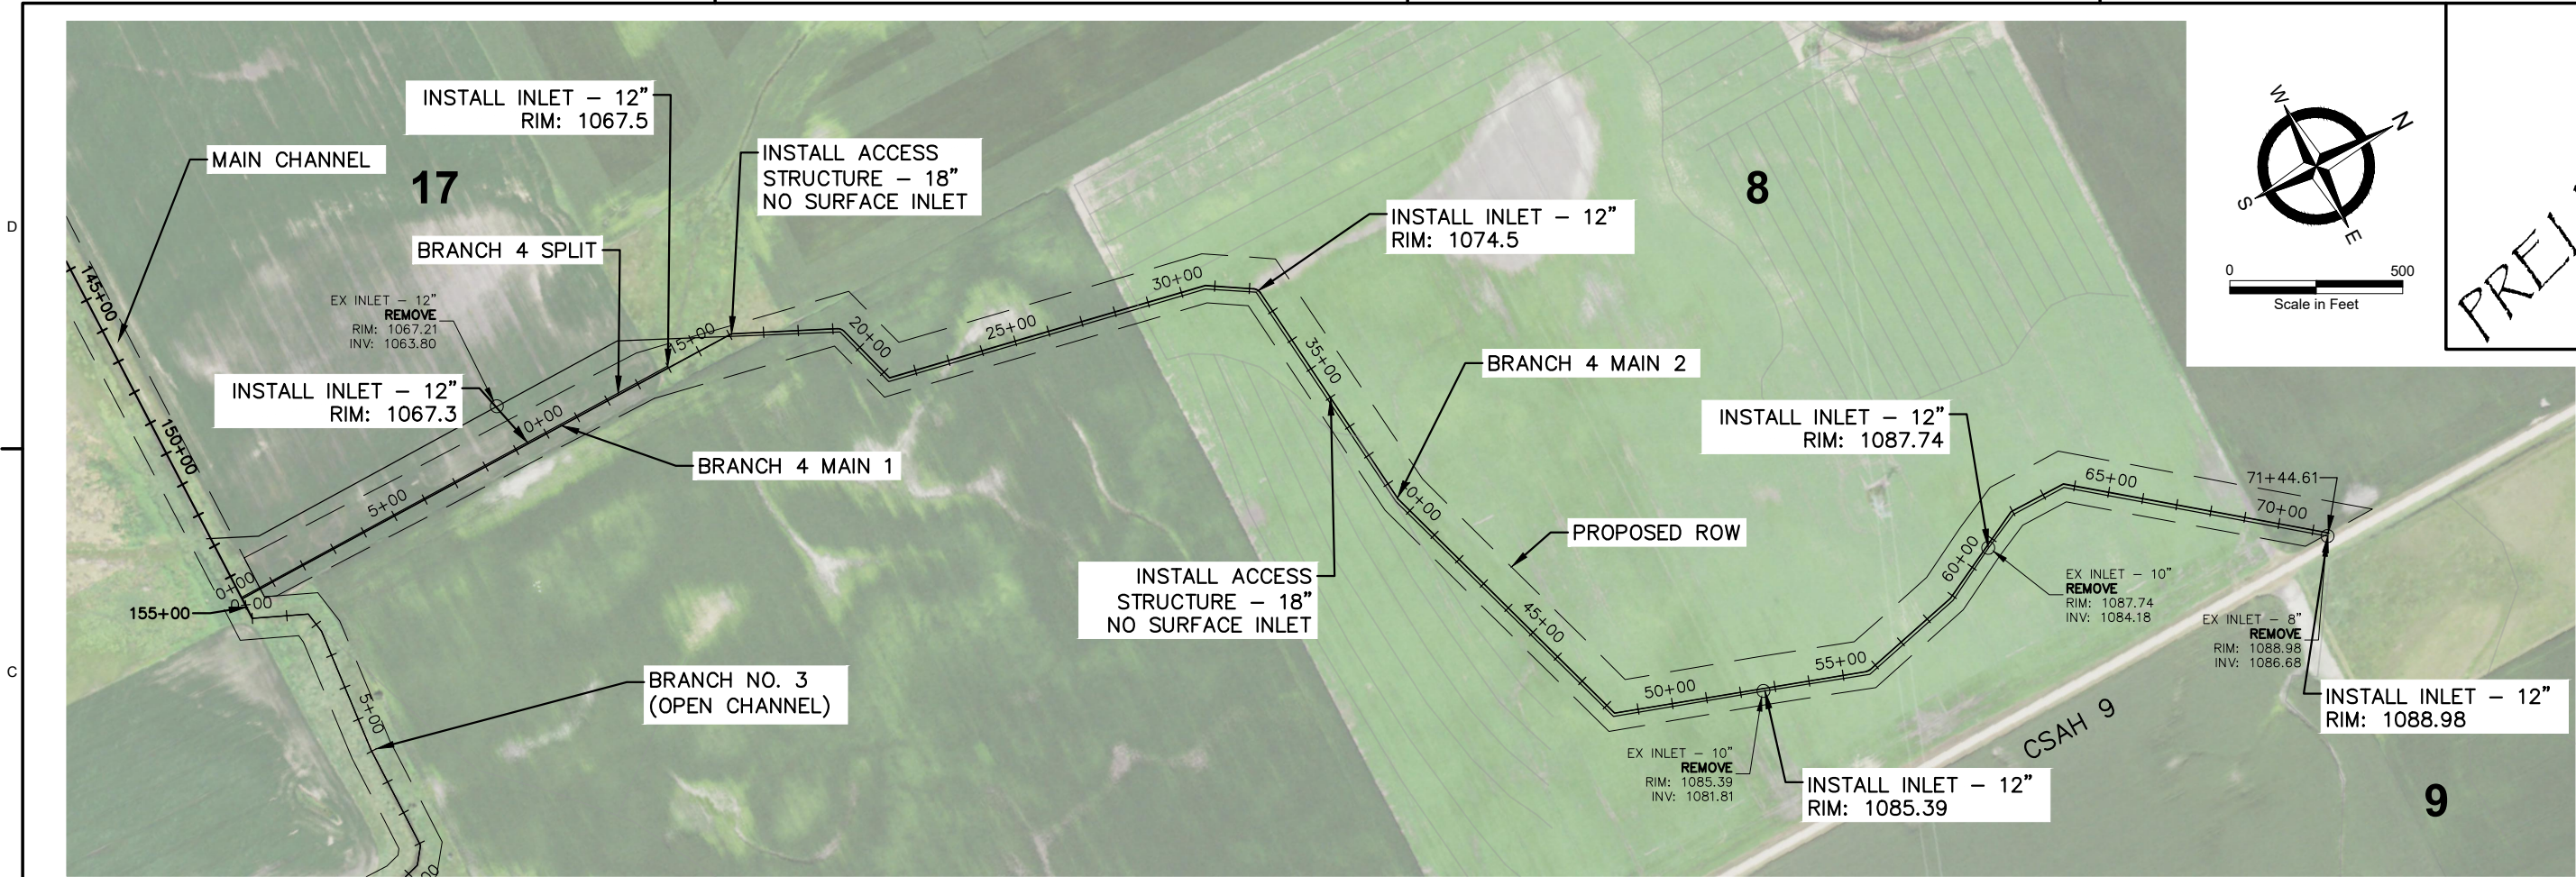 INSTALL INLET – 12"
RIM: 1067.5
MAIN CHANNEL
17
INSTALL ACCESS
STRUCTURE – 18"
NO SURFACE INLET
BRANCH 4 SPLIT
8
INSTALL INLET – 12"
RIM: 1074.5
W
N
S
E
0
500
Scale in Feet
D
145+00
EX INLET – 12"
REMOVE
RIM: 1067.21
INV: 1063.80
15+00
20+00
25+00
30+00
35+00
BRANCH 4 MAIN 2
INSTALL INLET – 12"
RIM: 1067.3
0+00
150+00
BRANCH 4 MAIN 1
5+00
INSTALL INLET – 12"
RIM: 1087.74
65+00
71+44.61
70+00
PROPOSED ROW
60+00
INSTALL ACCESS
STRUCTURE – 18"
NO SURFACE INLET
EX INLET – 10"
REMOVE
RIM: 1087.74
INV: 1084.18
0+00
0+00
155+00
45+00
EX INLET – 8"
REMOVE
RIM: 1088.98
INV: 1086.68
C
BRANCH NO. 3
(OPEN CHANNEL)
5+00
50+00
55+00
INSTALL INLET – 12"
RIM: 1088.98
CSAH 9
EX INLET – 10"
REMOVE
RIM: 1085.39
INV: 1081.81
INSTALL INLET – 12"
RIM: 1085.39
9